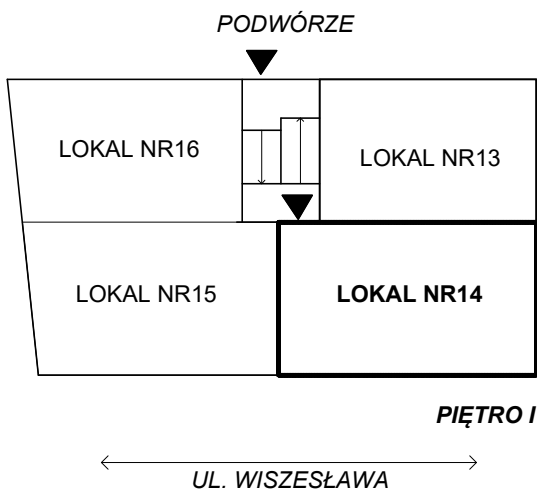 PODWÓRZE
LOKAL NR16
LOKAL NR13
LOKAL NR15
LOKAL NR14
PIĘTRO I
UL. WISZESŁAWA